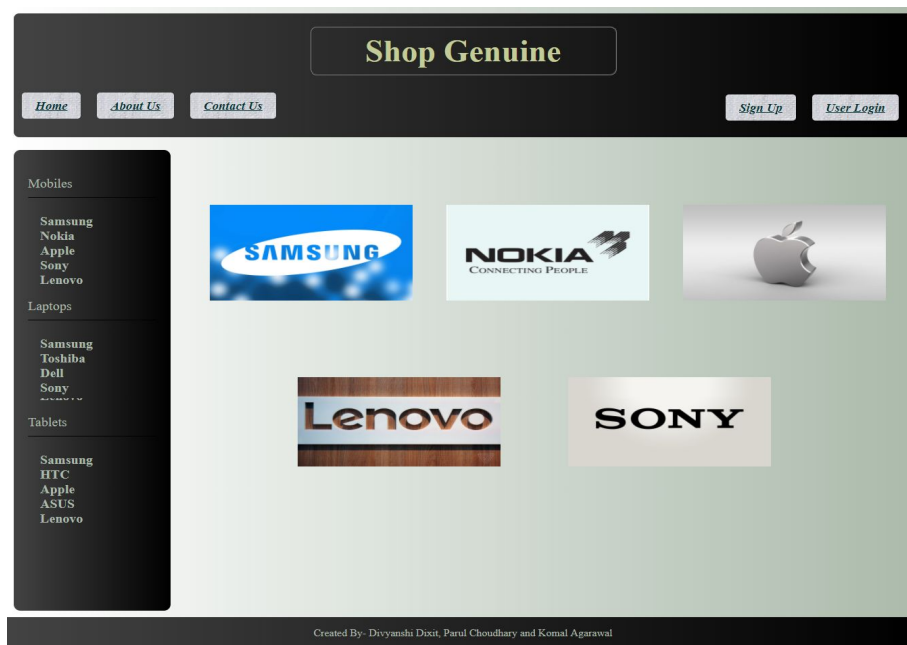 Shop Genuine
Home About Us Contact Us Sign Up User Login
Mobiles
Samsung
Nokia
Apple
Sony
Lenovo
Laptops
Samsung
Toshiba
Dell
Sony
Tablets
Samsung
HTC
Apple
ASUS
Lenovo
SAMSUNG
NOKIA
CONNECTING PEOPLE
Lenovo
SONY
Created By- Divyanshi Dixit, Parul Choudhary and Komal Agarawal